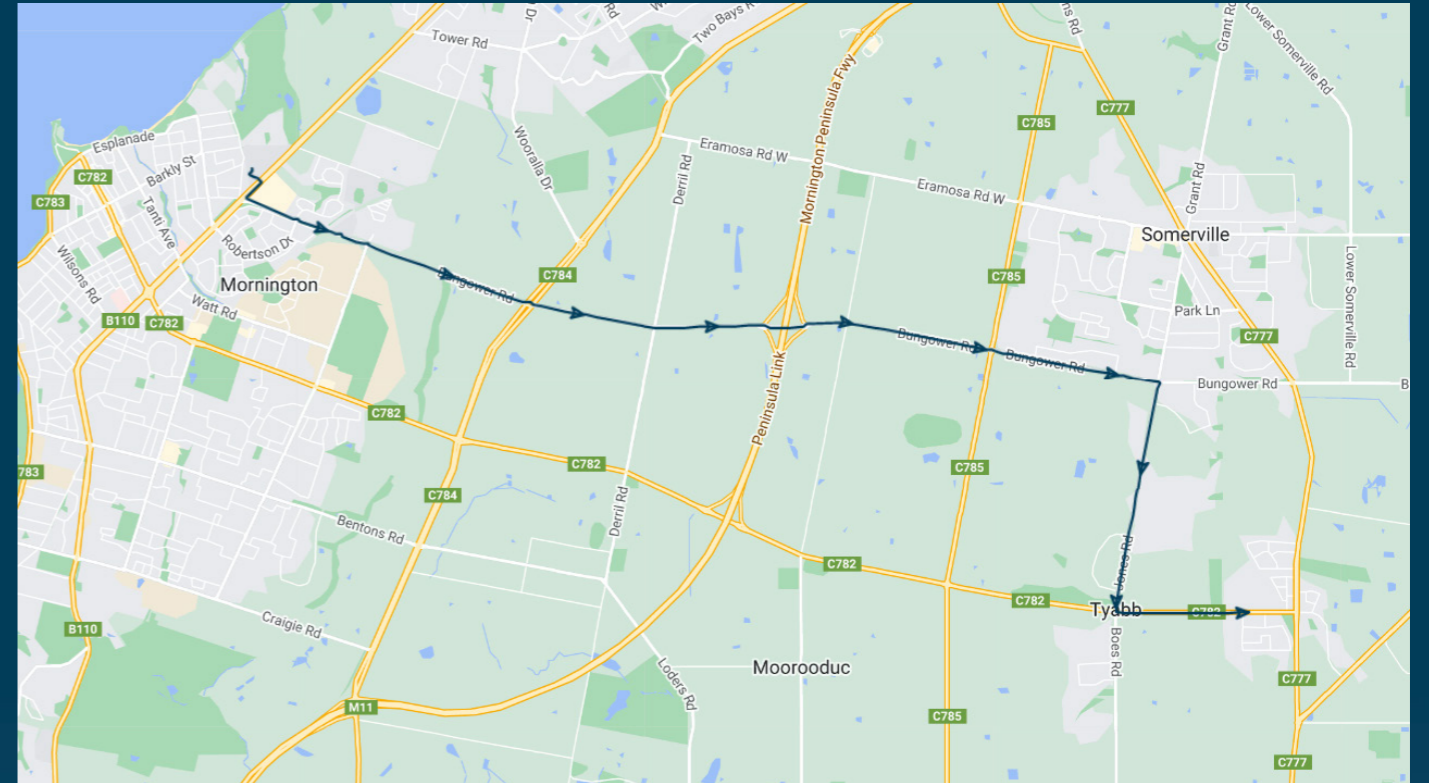 Tower Rd
Two Bays R
Mornington Peninsula Fwy
C785
C777
Grant Rd
Lower Somerville Rd
Esplanade
C782
Barkly St
C783
Tanti Ave
Wooralla Dr
Derril Rd
Eramosa Rd W
Eramosa Rd W
Grant Rd
Somerville
Robertson Dr
Wilsons Rd
Mornington
Bungower Rd
C784
C785
Lower Somerville Rd
Watt Rd
B110
C782
Park Ln
C777
Bungower Rd
Bungower Rd
Bungower Rd
B
Peninsula Link
C782
783
C782
C785
C784
Derril Rd
Bentons Rd
C782
Jones Rd
C782
Tyabb
C782
Craigie Rd
B110
Boes Rd
Loders Rd
Moorooduc
C777
M11
C785
C777